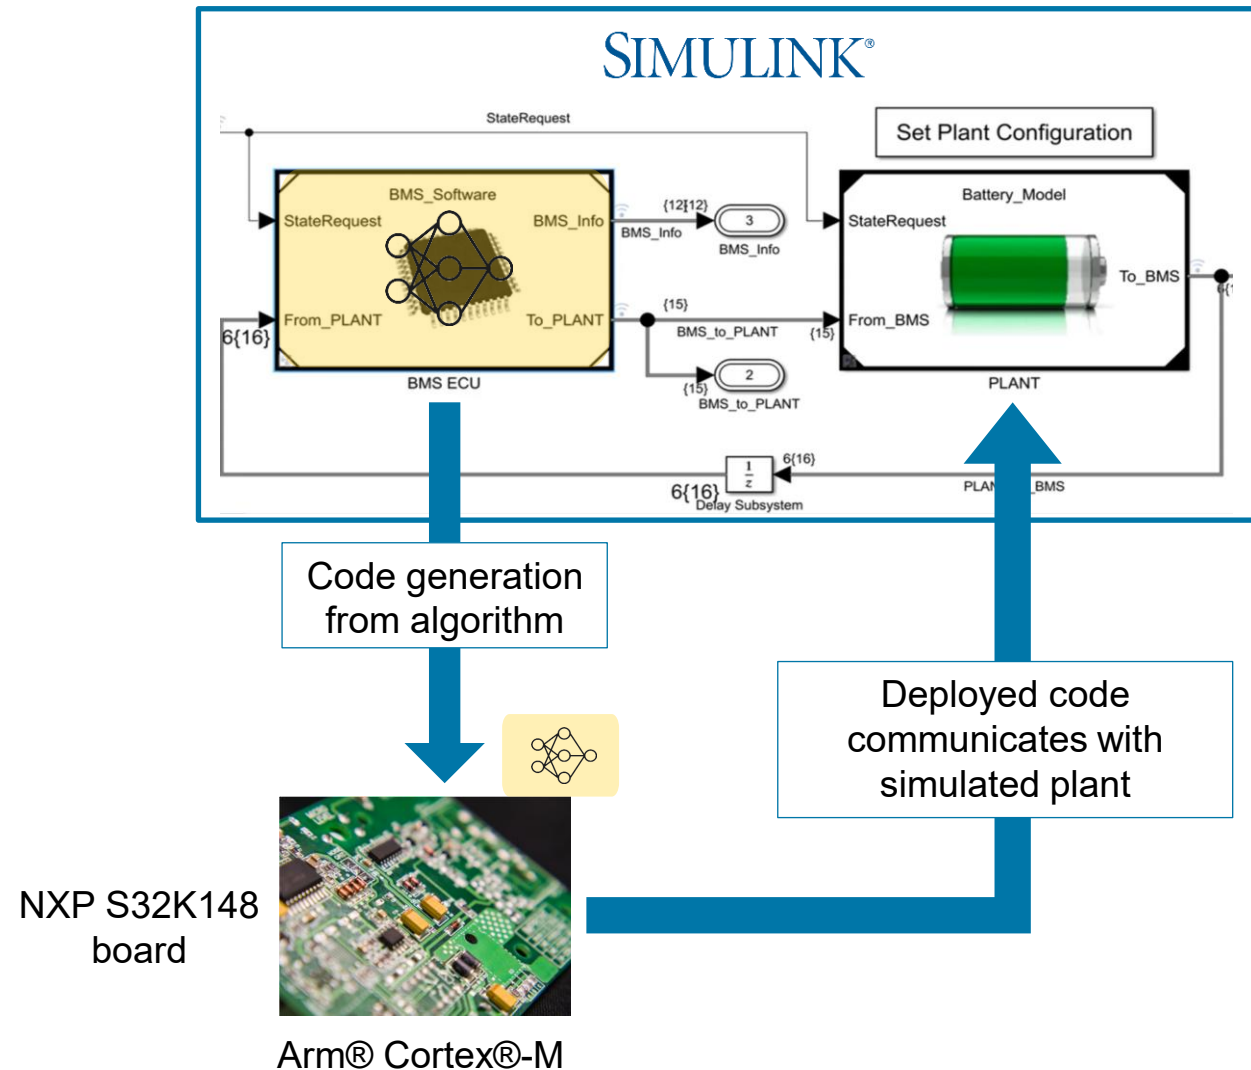 SIMULINK®
StateRequest
Set Plant Configuration
BMS_Software
StateRequest
BMS_Info
From_PLANT
To_PLANT
6{16}
BMS ECU
{12}
{12}
BMS_Info
3
BMS_Info
{15}
BMS_to_PLANT
{15}
{15}
2
BMS_to_PLANT
Battery_Model
StateRequest
To_BMS
From_BMS
PLANT
6{16}
1
z
6{16}
Delay Subsystem
BMS
Code generation
from algorithm
Deployed code
communicates with
simulated plant
NXP S32K148
board
Arm® Cortex®-M